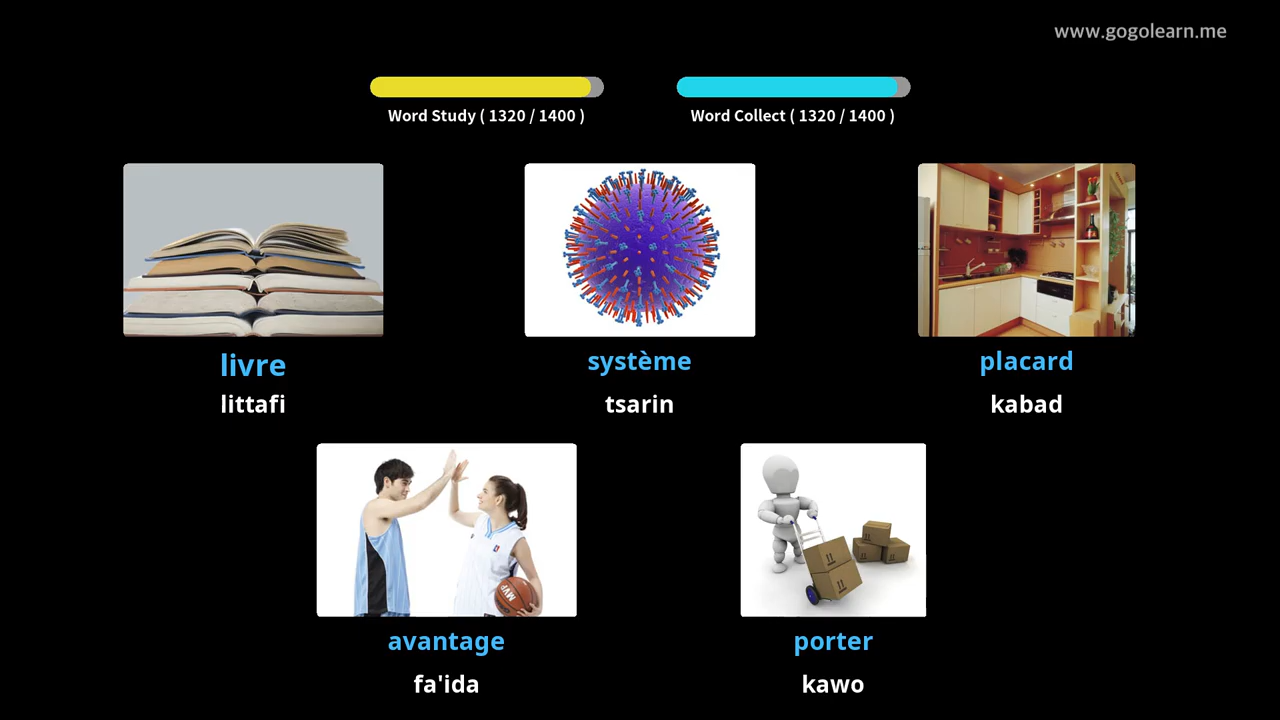 www.gogolearn.me
Word Study ( 1320 / 1400 )
Word Collect ( 1320 / 1400 )
livre
littafi
système
tsarin
placard
kabad
MVP
avantage
fa'ida
porter
kawo